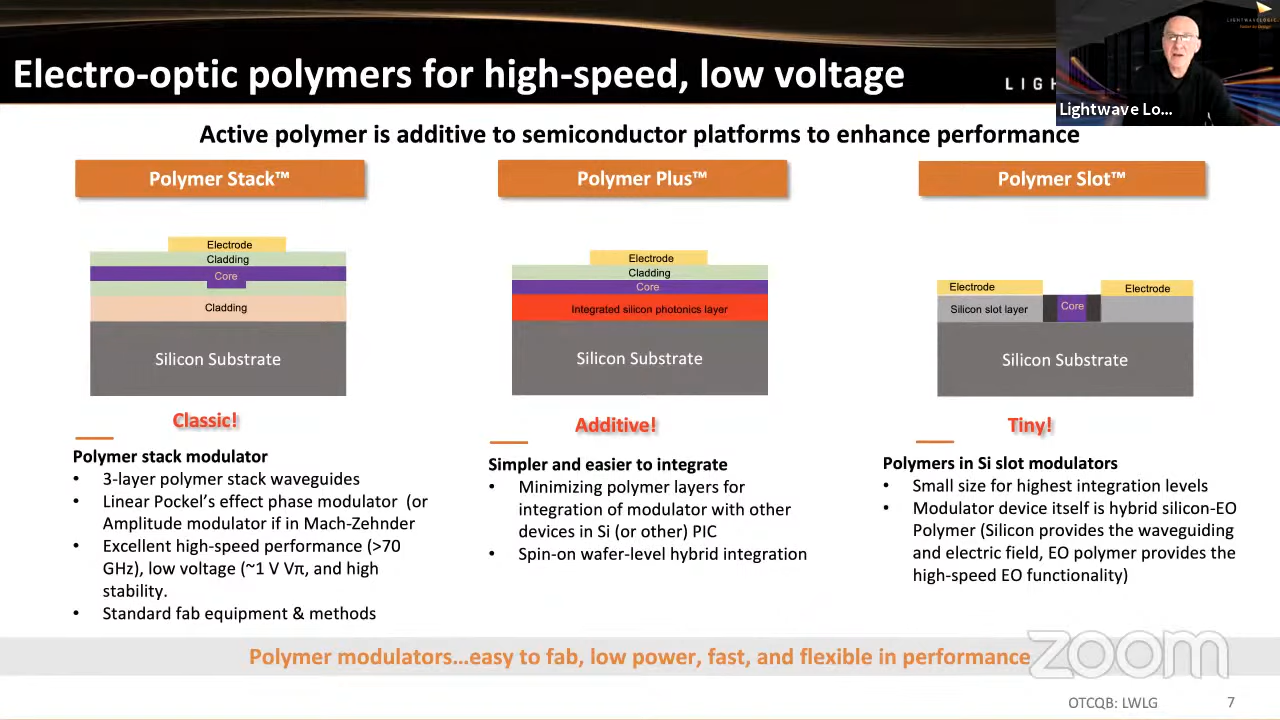 Electro-optic polymers for high-speed, low voltage
LIGH
LIGHTWAVELOGIC
Lightwave Lo...
Active polymer is additive to semiconductor platforms to enhance performance
Polymer Stack™
Electrode
Cladding
Core
Cladding
Silicon Substrate
Classic!
Polymer stack modulator
• 3-layer polymer stack waveguides
• Linear Pockel's effect phase modulator (or
Amplitude modulator if in Mach-Zehnder
• Excellent high-speed performance (>70
GHz), low voltage (~1 V Vπ, and high
stability.
• Standard fab equipment & methods
Polymer Plus™
Electrode
Cladding
Core
Integrated silicon photonics layer
Silicon Substrate
Additive!
Simpler and easier to integrate
• Minimizing polymer layers for
integration of modulator with other
devices in Si (or other) PIC
• Spin-on wafer-level hybrid integration
Polymer Slot™
Electrode
Electrode
Silicon slot layer
Core
Silicon Substrate
Tiny!
Polymers in Si slot modulators
• Small size for highest integration levels
• Modulator device itself is hybrid silicon-EO
Polymer (Silicon provides the waveguiding
and electric field, EO polymer provides the
high-speed EO functionality)
Polymer modulators...easy to fab, low power, fast, and flexible in performance
zoom
OTCQB: LWLG
7